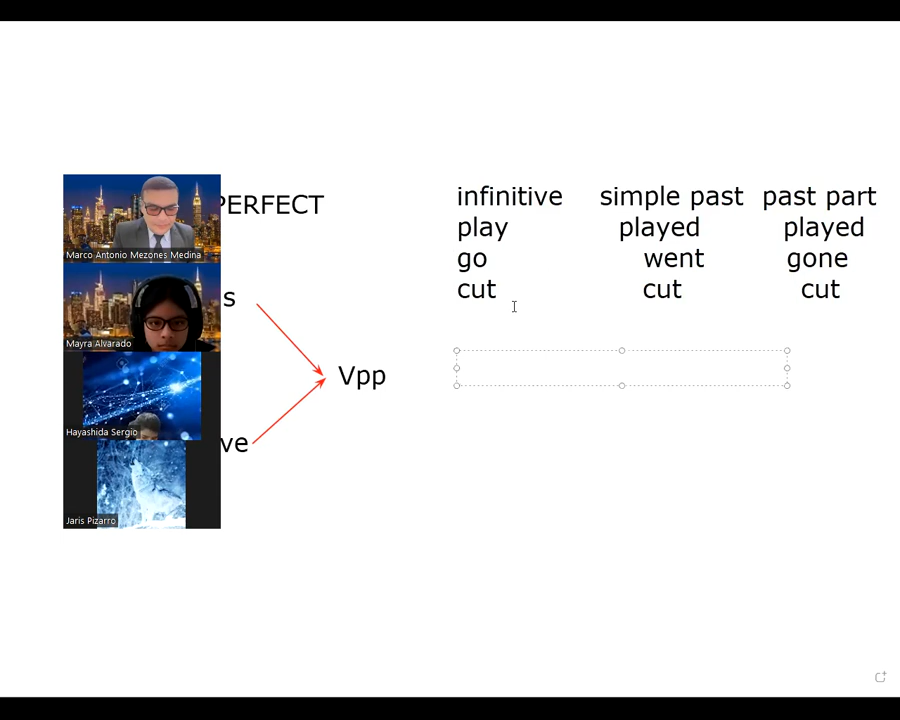 PERFECT
s
ve
Vpp
infinitive simple past past part
play played played
go went gone
cut cut cut
Marco Antonio Mezones Medina
Mayra Alvarado
Hayashida Sergio
Jaris Pizarro